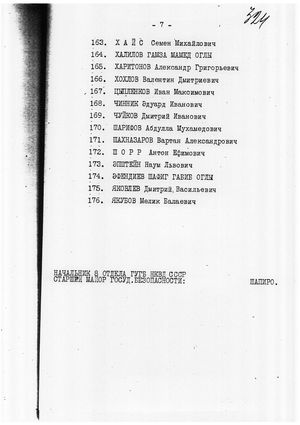 - 7 -
324
163. Х А Й С Семен Михайлович
164. ХАЛИЛОВ ГАМЗА МАМЕД ОГЛЫ
165. ХАРИТОНОВ Александр Григорьевич
166. ХОХЛОВ Валентин Дмитриевич
167. ЦЫПЛЕНКОВ Иван Максимович
168. ЧИННИК Эдуард Иванович
169. ЧУЙКОВ Дмитрий Иванович
170. ШАРИФОВ Абдулла Мухамедович
171. ШАХНАЗАРОВ Вартан Александрович
172. Ш О Р Р Антон Ефимович
173. ЭПШТЕЙН Наум Львович
174. ЭФЕНДИЕВ ШАФИГ ГАБИБ ОГЛЫ
175. ЯКОВЛЕВ Дмитрий Васильевич
176. ЯКУБОВ Мелик Балаевич
НАЧАЛЬНИК 8 ОТДЕЛА ГУГБ НКВД СССР
СТАРШИЙ МАЙОР ГОСУД.БЕЗОПАСНОСТИ: ШАПИРО.